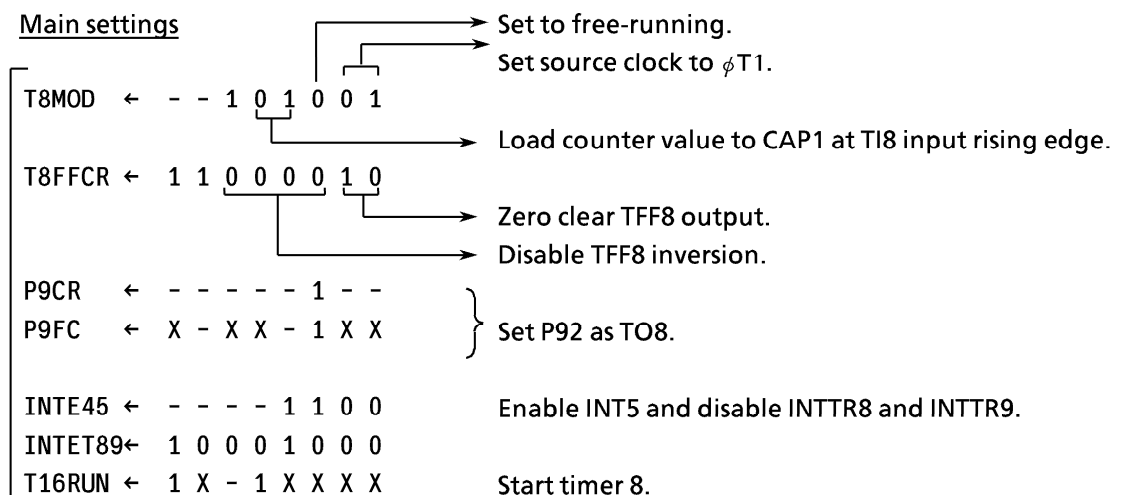 Main settings
Set to free-running.
Set source clock to ϕT1.
T8MOD ← – – 1 0 1 0 0 1
Load counter value to CAP1 at TI8 input rising edge.
T8FFCR ← 1 1 0 0 0 0 1 0
Zero clear TFF8 output.
Disable TFF8 inversion.
P9CR ← – – – – – 1 – –
P9FC ← X – X X – 1 X X
Set P92 as TO8.
INTE45 ← – – – – 1 1 0 0 Enable INT5 and disable INTTR8 and INTTR9.
INTET89← 1 0 0 0 1 0 0 0
T16RUN ← 1 X – 1 X X X X Start timer 8.